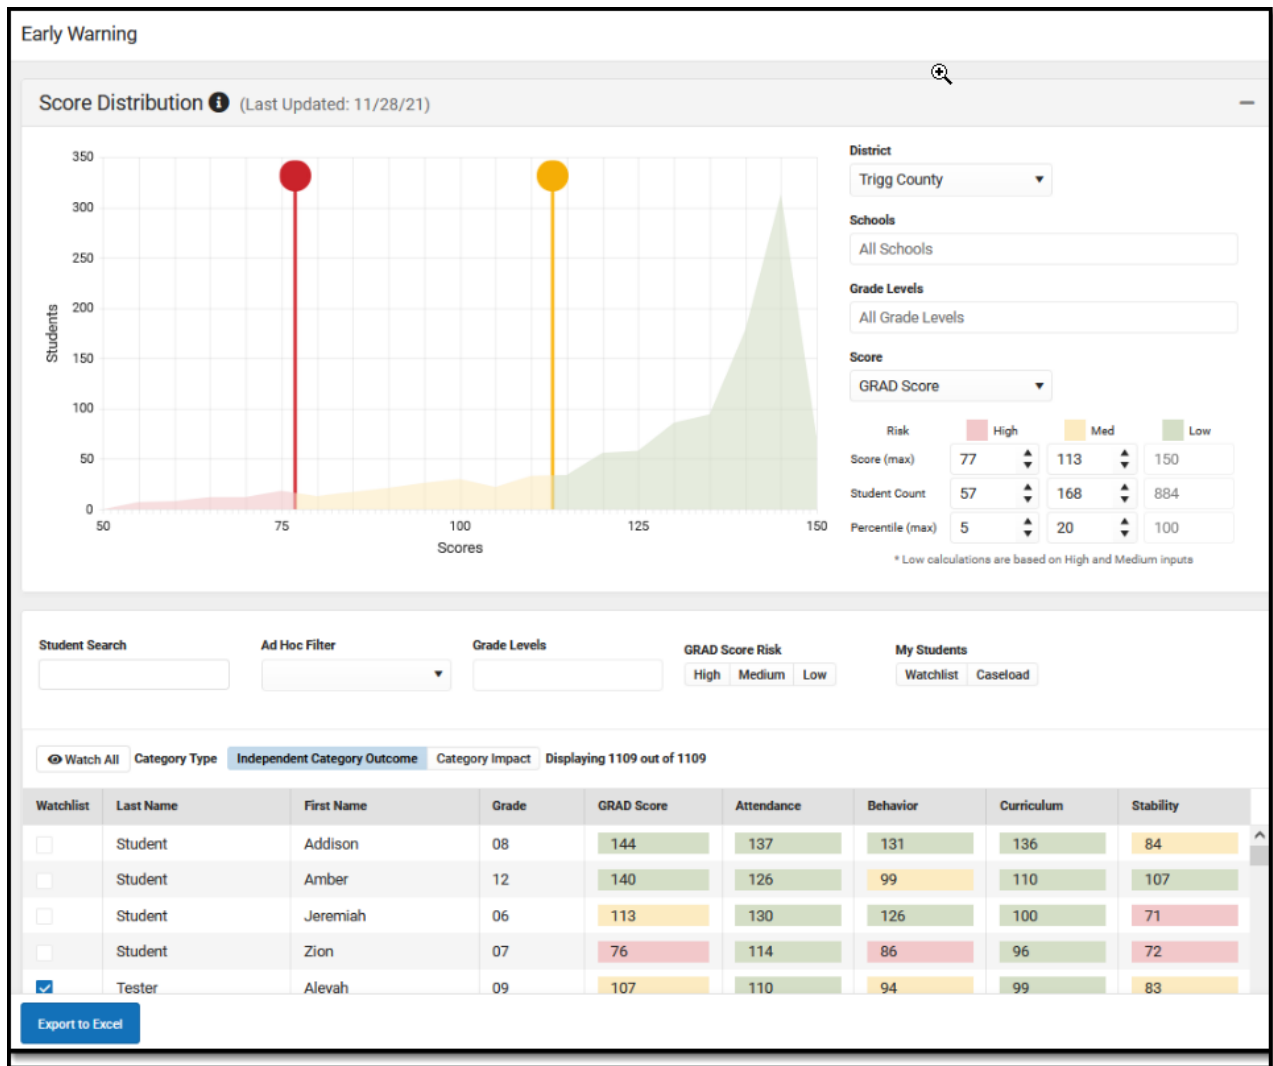 Early Warning
Score Distribution (Last Updated: 11/28/21)
350
300
250
200
150
100
50
0
Students
50 75 100 125 150
Scores
District
Trigg County
Schools
All Schools
Grade Levels
All Grade Levels
Score
GRAD Score
Risk High Med Low
Score (max) 77 113 150
Student Count 57 168 884
Percentile (max) 5 20 100
* Low calculations are based on High and Medium inputs
Student Search Ad Hoc Filter Grade Levels GRAD Score Risk My Students
High Medium Low Watchlist Caseload
Watch All Category Type Independent Category Outcome Category Impact Displaying 1109 out of 1109
Watchlist Last Name First Name Grade GRAD Score Attendance Behavior Curriculum Stability
Student Addison 08 144 137 131 136 84
Student Amber 12 140 126 99 110 107
Student Jeremiah 06 113 130 126 100 71
Student Zion 07 76 114 86 96 72
Tester Aleyah 09 107 110 94 99 83
Export to Excel